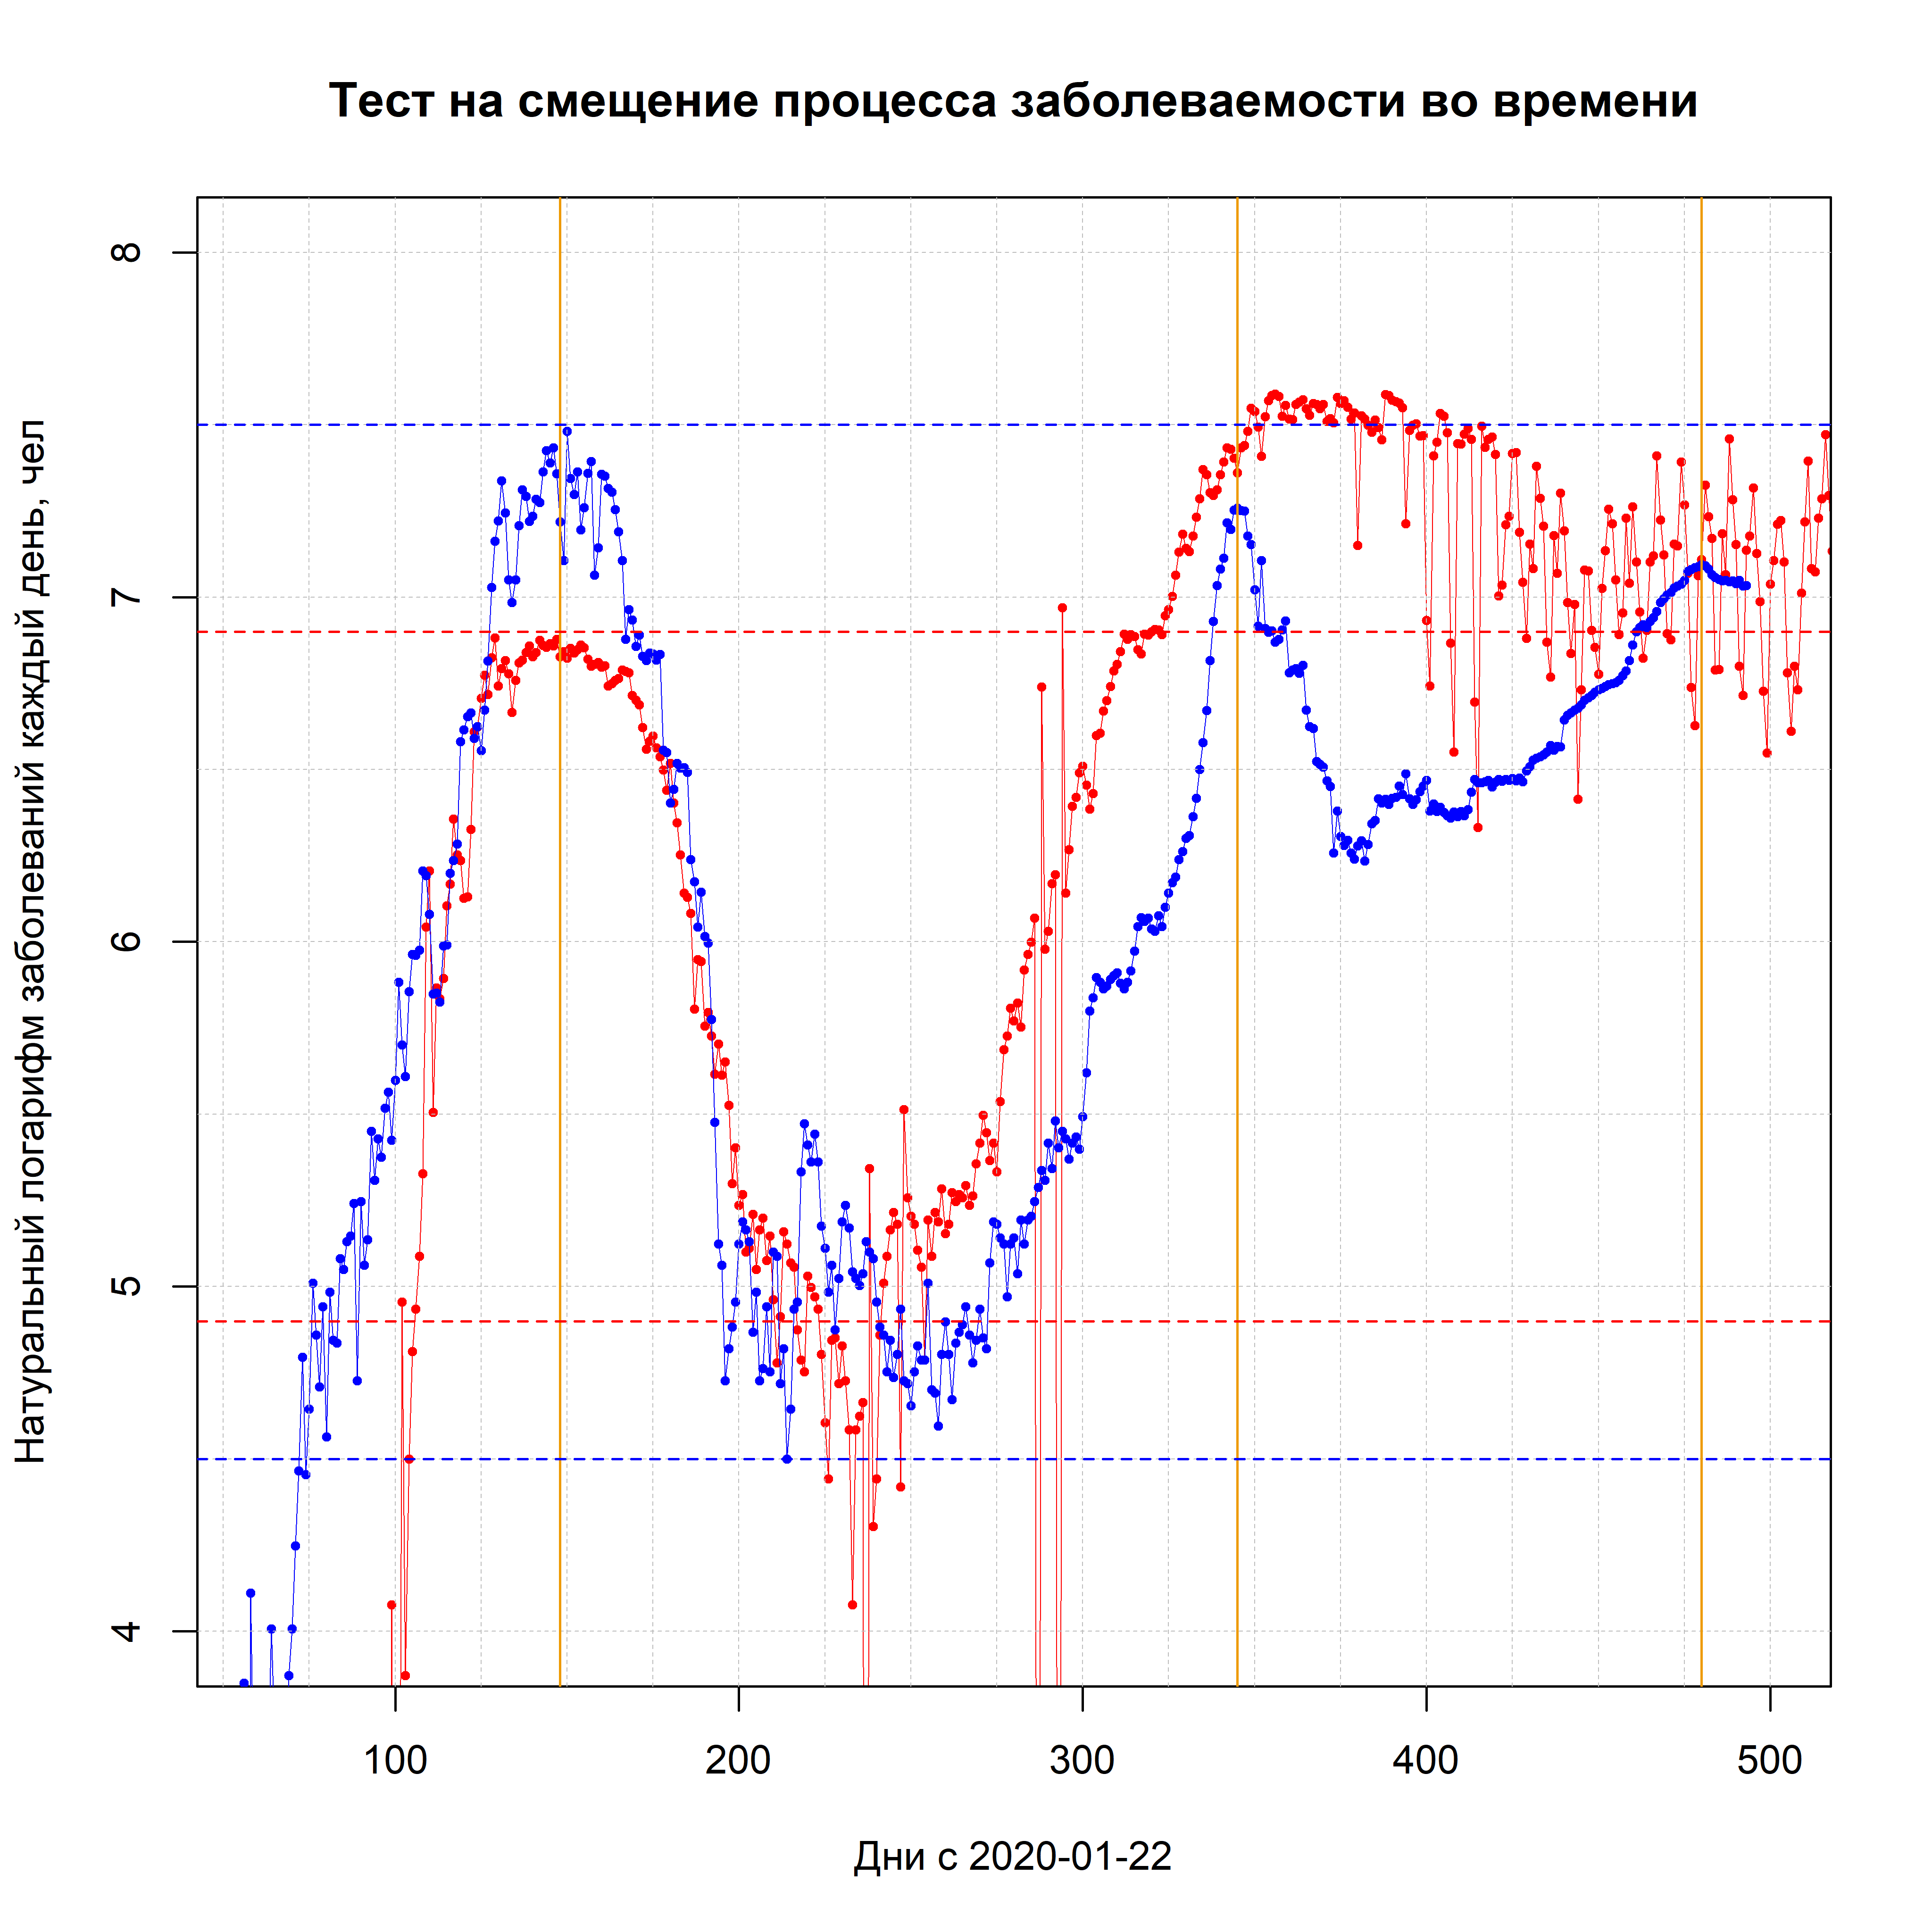 Тест на смещение процесса заболеваемости во времени
Натуральный логарифм заболеваний каждый день, чел
8
7
6
5
4
100 200 300 400 500
Дни с 2020-01-22